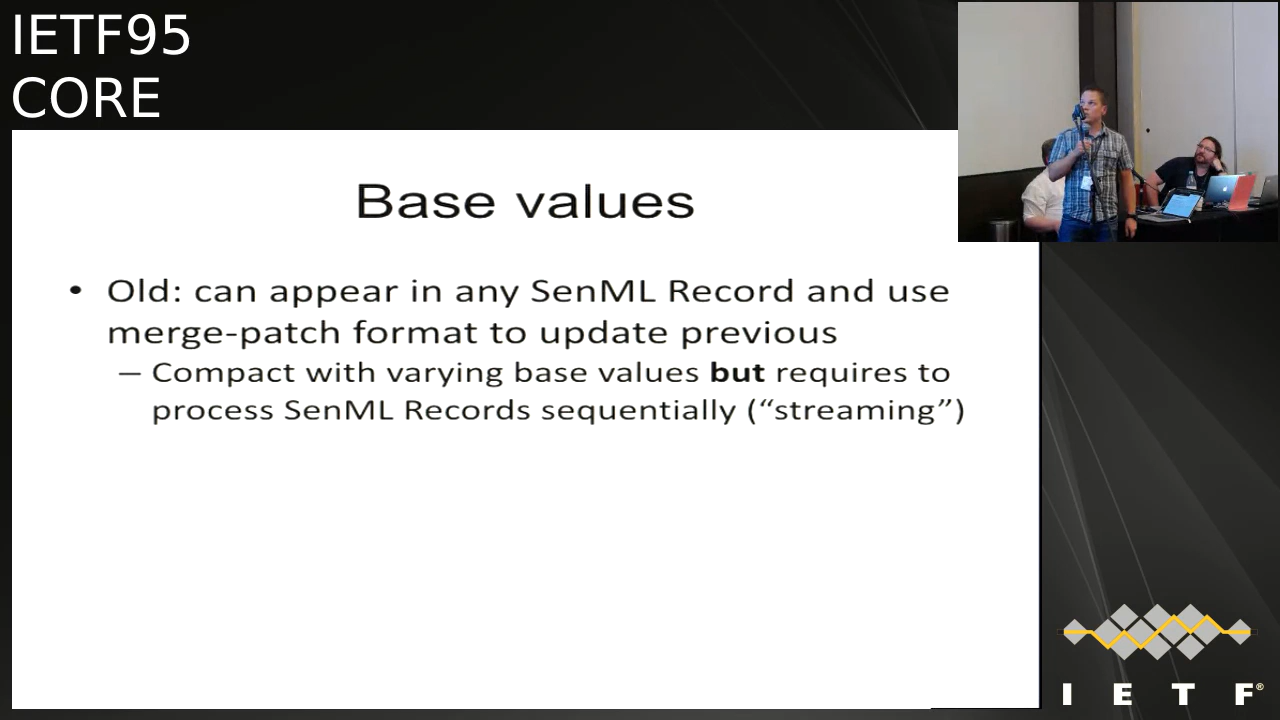 IETF95
CORE
Base values
• Old: can appear in any SenML Record and use
merge-patch format to update previous
– Compact with varying base values but requires to
process SenML Records sequentially (“streaming”)
I E T F®